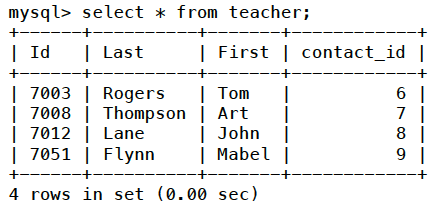 mysql> select * from teacher;
+------+----------+-------+------------+
| Id   | Last     | First | contact_id |
+------+----------+-------+------------+
| 7003 | Rogers   | Tom   |          6 |
| 7008 | Thompson | Art   |          7 |
| 7012 | Lane     | John  |          8 |
| 7051 | Flynn    | Mabel |          9 |
+------+----------+-------+------------+
4 rows in set (0.00 sec)